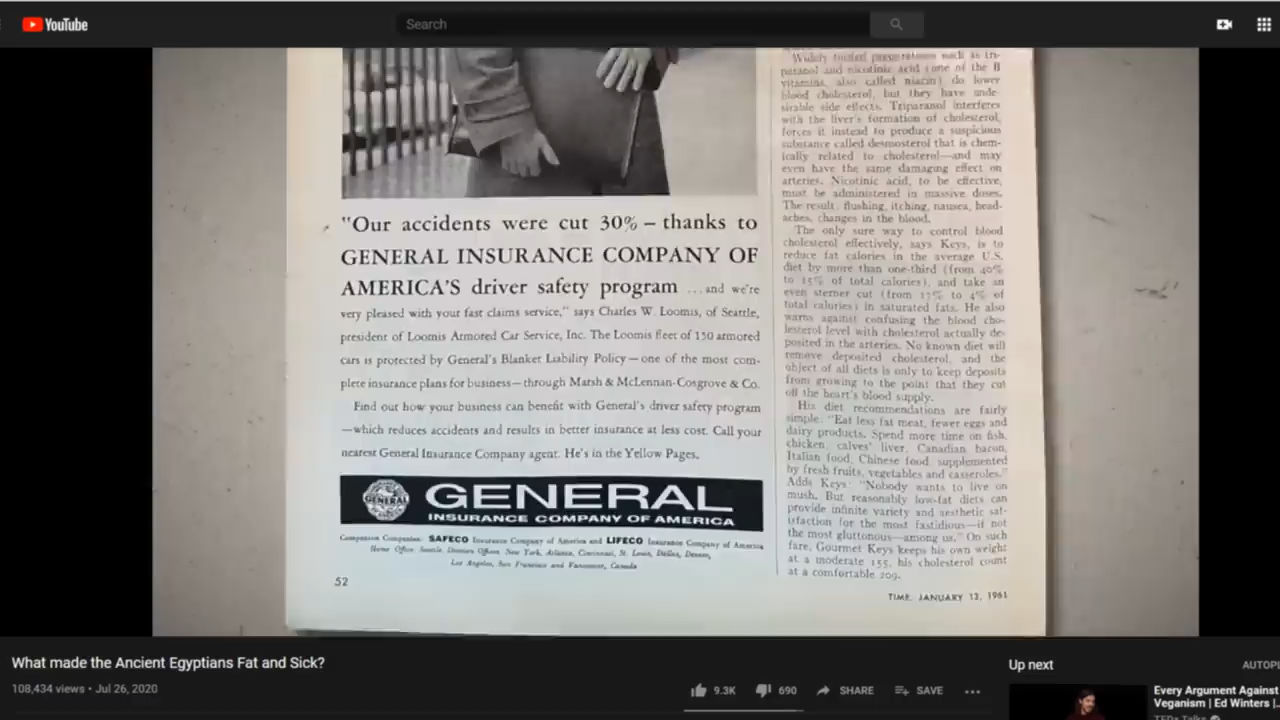 YouTube
Search
"Our accidents were cut 30% – thanks to
GENERAL INSURANCE COMPANY OF
AMERICA'S driver safety program ... and we're
very pleased with your fast claims service," says Charles W. Loomis, of Seattle,
president of Loomis Armored Car Service, Inc. The Loomis fleet of 150 armored
cars is protected by General's Blanket Liability Policy—one of the most com-
plete insurance plans for business—through Marsh & McLennan-Cosgrove & Co.
Find out how your business can benefit with General's driver safety program
—which reduces accidents and results in better insurance at less cost. Call your
nearest General Insurance Company agent. He's in the Yellow Pages.
GENERAL
GENERAL
INSURANCE COMPANY OF AMERICA
Companion Companies: SAFECO Insurance Company of America and LIFECO Insurance Company of America
Home Office: Seattle. Division Offices: New York, Atlanta, Cincinnati, St. Louis, Dallas, Denver,
Los Angeles, San Francisco and Vancouver, Canada
52
Widely touted preparations such as tri-
paranol and nicotinic acid (one of the B
vitamins, also called niacin) do lower
blood cholesterol, but they have unde-
sirable side effects. Triparanol interferes
with the liver's formation of cholesterol,
forces it instead to produce a suspicious
substance called desmosterol that is chem-
ically related to cholesterol—and may
even have the same damaging effect on
arteries. Nicotinic acid, to be effective,
must be administered in massive doses.
The result: flushing, itching, nausea, head-
aches, changes in the blood.
The only sure way to control blood
cholesterol effectively, says Keys, is to
reduce fat calories in the average U.S.
diet by more than one-third (from 40%
to 15% of total calories), and take an
even sterner cut (from 17% to 4% of
total calories) in saturated fats. He also
warns against confusing the blood cho-
lesterol level with cholesterol actually de-
posited in the arteries. No known diet will
remove deposited cholesterol, and the
object of all diets is only to keep deposits
from growing to the point that they cut
off the heart's blood supply.
His diet recommendations are fairly
simple: "Eat less fat meat, fewer eggs and
dairy products. Spend more time on fish,
chicken, calves' liver, Canadian bacon,
Italian food, Chinese food, supplemented
by fresh fruits, vegetables and casseroles."
Adds Keys: "Nobody wants to live on
mush. But reasonably low-fat diets can
provide infinite variety and aesthetic sat-
isfaction for the most fastidious—if not
the most gluttonous—among us." On such
fare, Gourmet Keys keeps his own weight
at a moderate 155, his cholesterol count
at a comfortable 209.
TIME, JANUARY 13, 1961
What made the Ancient Egyptians Fat and Sick?
108,434 views • Jul 26, 2020
9.3K
690
SHARE
SAVE
Up next
AUTOPL
Every Argument Against
Veganism | Ed Winters |.
TEDx Talks